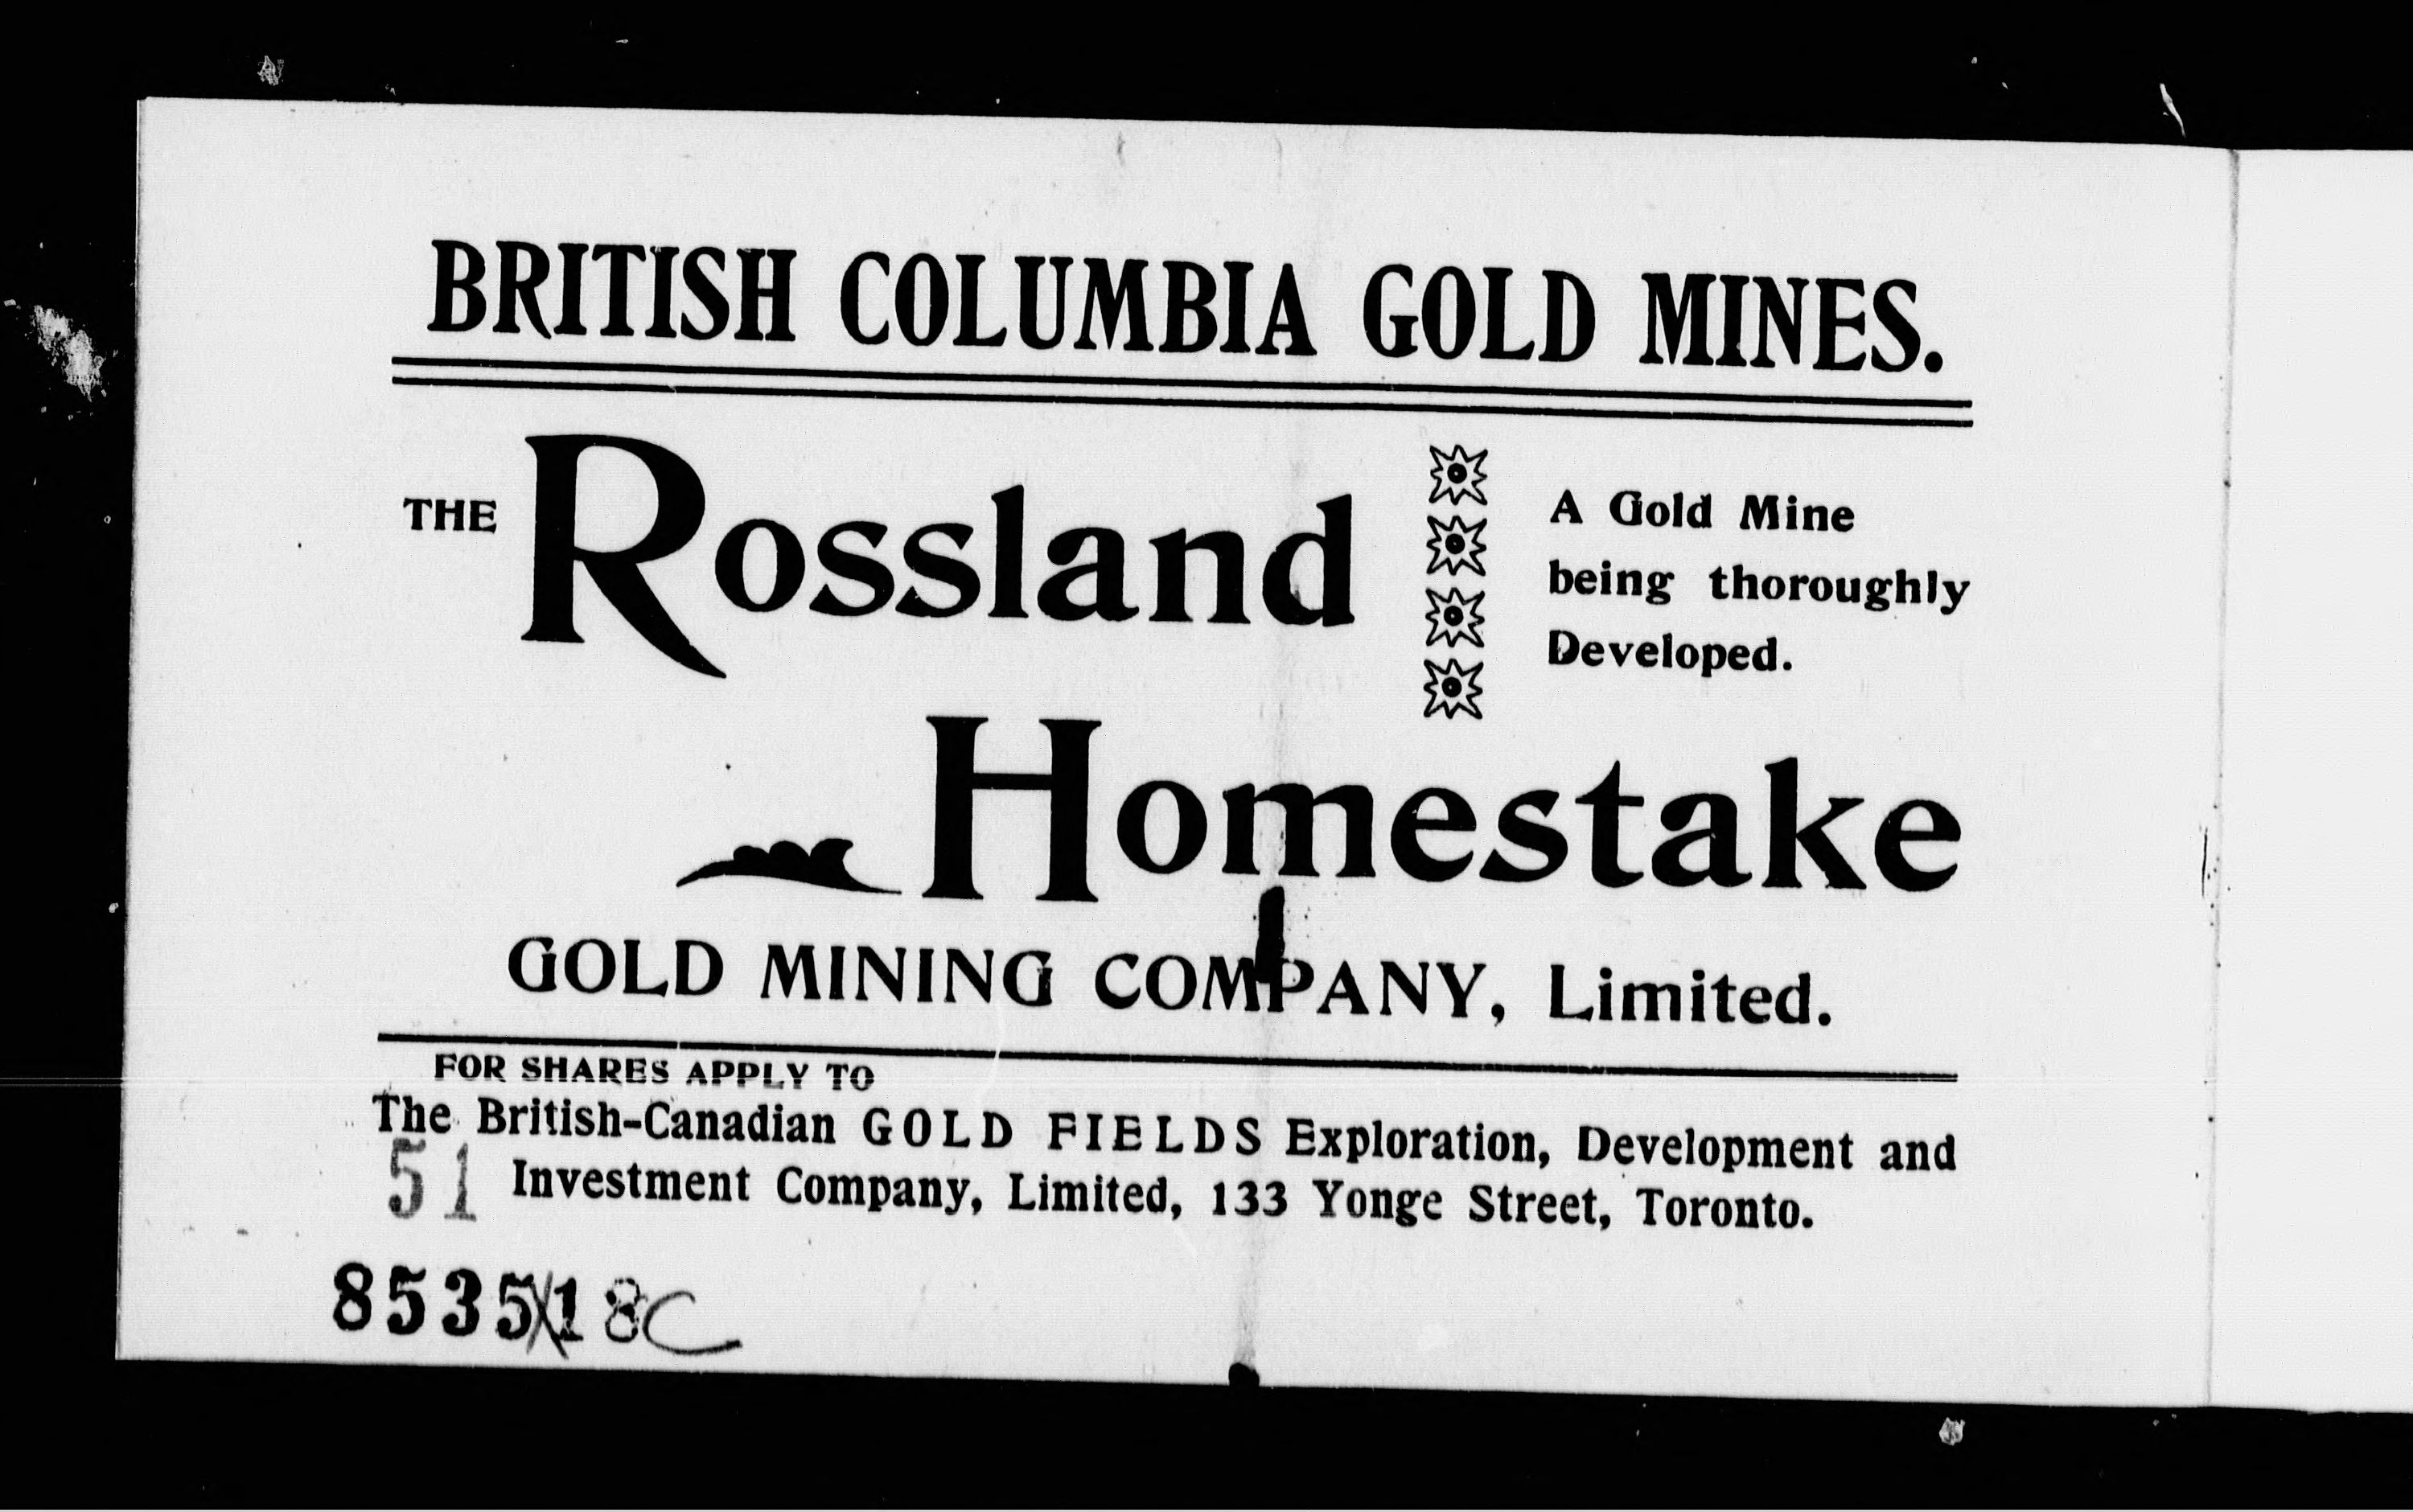 BRITISH COLUMBIA GOLD MINES.
THE Rossland
A Gold Mine
being thoroughly
Developed.
Homestake
GOLD MINING COMPANY, Limited.
FOR SHARES APPLY TO
The British-Canadian GOLD FIELDS Exploration, Development and
51 Investment Company, Limited, 133 Yonge Street, Toronto.
8535X18C